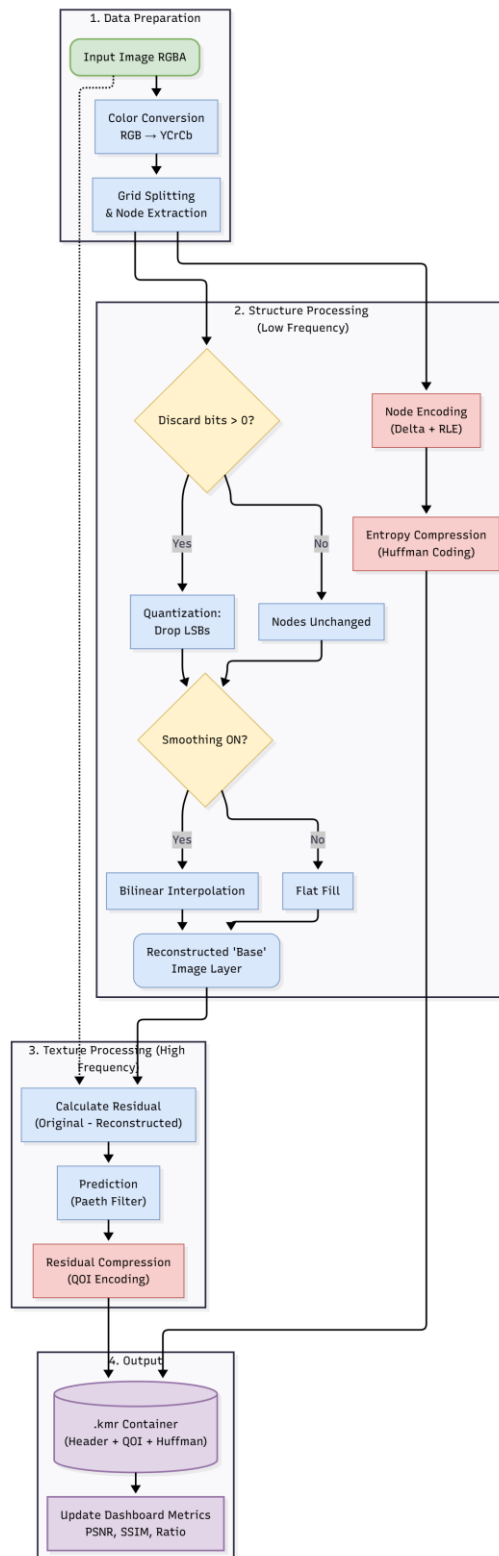 1. Data Preparation
Input Image RGBA
Color Conversion
RGB → YCrCb
Grid Splitting
& Node Extraction
2. Structure Processing
(Low Frequency)
Discard bits > 0?
Node Encoding
(Delta + RLE)
Yes
No
Entropy Compression
(Huffman Coding)
Quantization:
Drop LSBs
Nodes Unchanged
Smoothing ON?
Yes
No
Bilinear Interpolation
Flat Fill
Reconstructed 'Base'
Image Layer
3. Texture Processing (High
Frequency)
Calculate Residual
(Original - Reconstructed)
Prediction
(Paeth Filter)
Residual Compression
(QOI Encoding)
4. Output
.kmr Container
(Header + QOI + Huffman)
Update Dashboard Metrics
PSNR, SSIM, Ratio